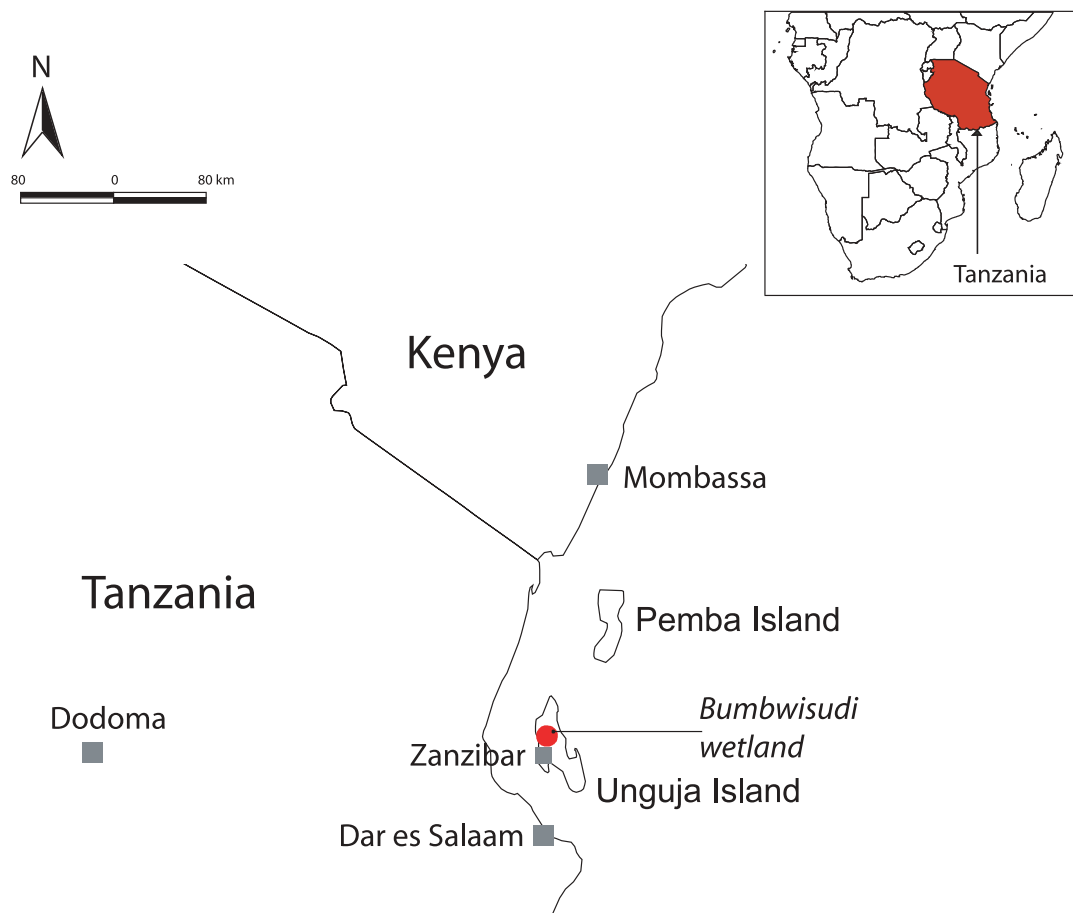 N
80 0 80 km
Tanzania
Kenya
Mombassa
Tanzania
Pemba Island
Dodoma
Bumbwisudi
wetland
Zanzibar
Unguja Island
Dar es Salaam